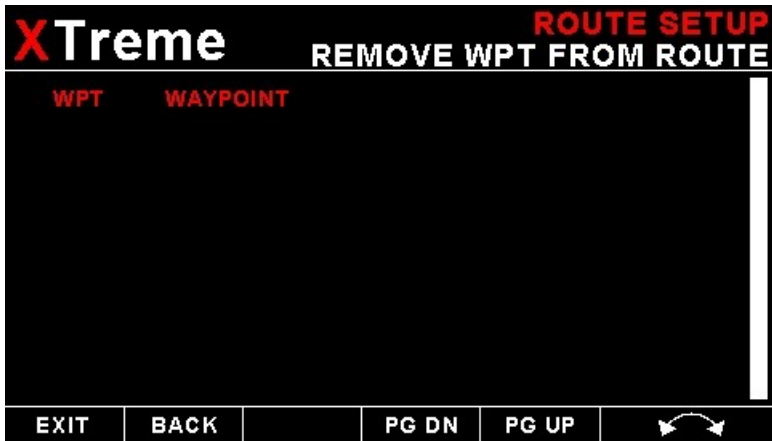 XTreme
ROUTE SETUP
REMOVE WPT FROM ROUTE
WPT WAYPOINT
EXIT BACK PG DN PG UP